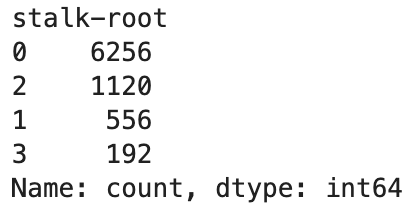 stalk-root
0    6256
2    1120
1     556
3     192
Name: count, dtype: int64